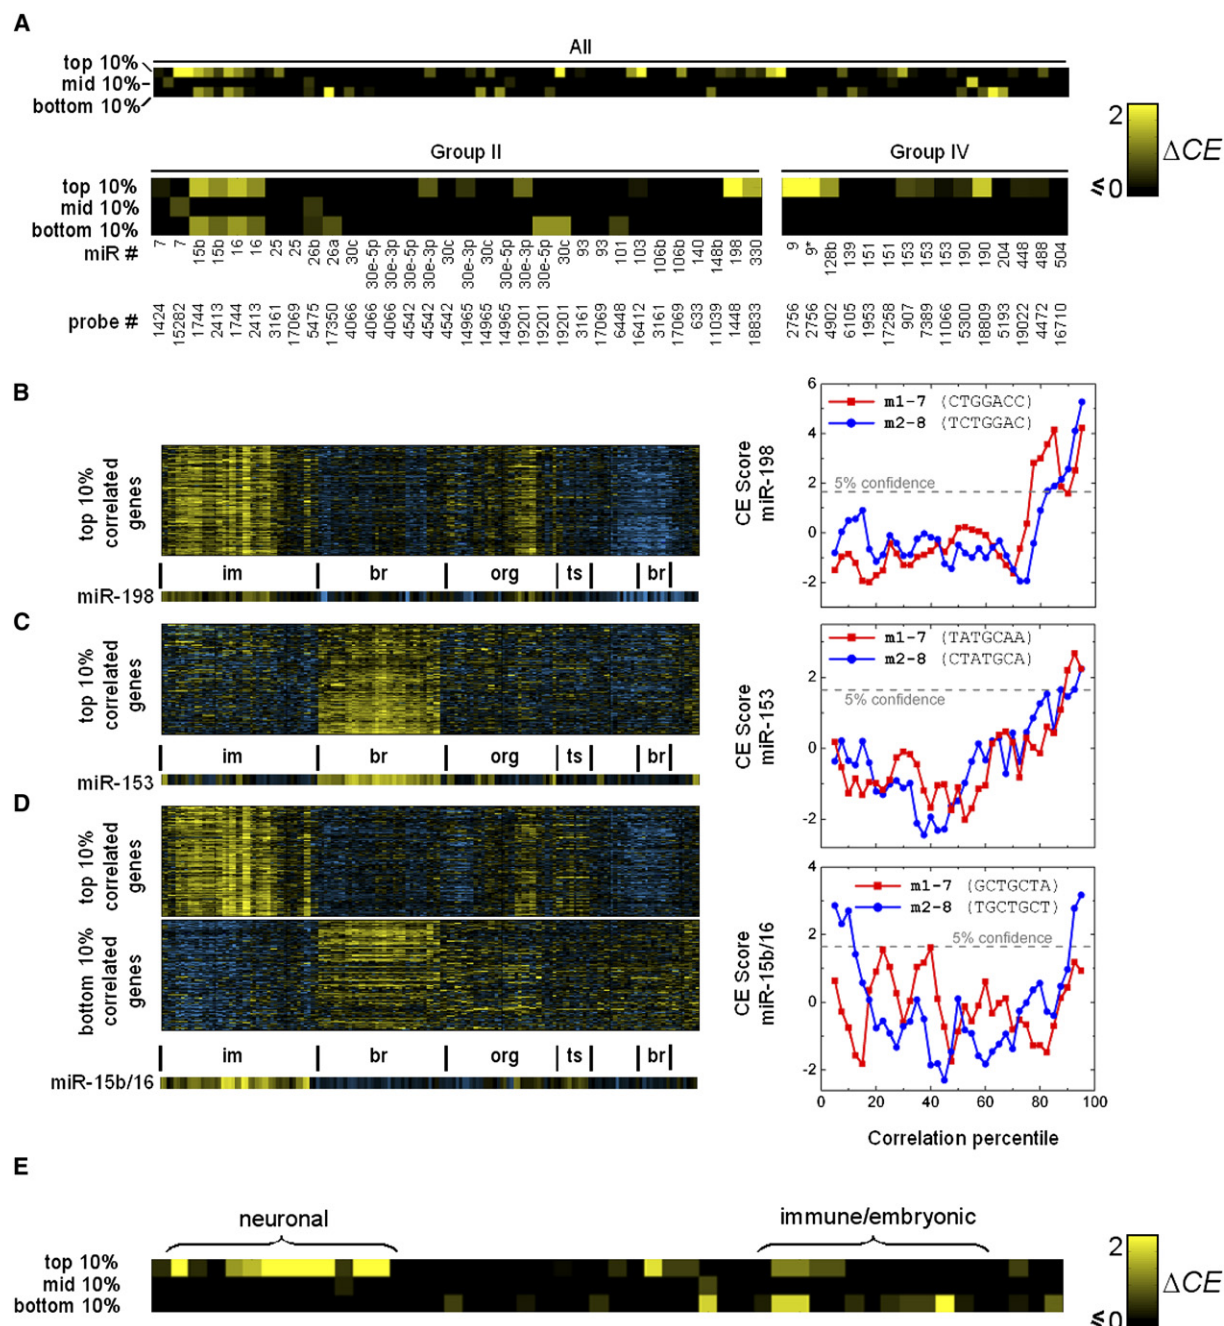 A
All
top 10%
mid 10%
bottom 10%
2
≤ 0
ΔCE
Group II
Group IV
top 10%
mid 10%
bottom 10%
miR #
7 7 15b 15b 16 16 25 25 26b 26a 30c 30e-5p 30e-3p 30e-5p 30e-3p 30c 30e-3p 30c 30e-5p 30e-3p 30e-5p 30c 93 93 101 103 106b 106b 140 148b 198 330
9 9* 128b 139 151 151 153 153 153 190 190 204 448 488 504
probe #
1424 15282 1744 2413 1744 2413 3161 17069 5475 17350 4066 4066 4066 4542 4542 4542 14965 14965 14965 19201 19201 19201 3161 17069 6448 16412 3161 17069 633 11039 1448 18833
2756 2756 4902 6105 1953 17258 907 7389 11066 5300 18809 5193 19022 4472 16710
B
top 10%
correlated
genes
im br org ts br
miR-198
CE Score
miR-198
6
4
2
0
-2
m1-7 (CTGGACC)
m2-8 (TCTGGAC)
5% confidence
C
top 10%
correlated
genes
im br org ts br
miR-153
CE Score
miR-153
2
0
-2
m1-7 (TATGCAA)
m2-8 (CTATGCA)
5% confidence
D
top 10%
correlated
genes
bottom 10%
correlated
genes
im br org ts br
miR-15b/16
CE Score
miR-15b/16
4
2
0
-2
m1-7 (GCTGCTA)
m2-8 (TGCTGCT)
5% confidence
0 20 40 60 80 100
Correlation percentile
E
neuronal
immune/embryonic
top 10%
mid 10%
bottom 10%
2
≤ 0
ΔCE